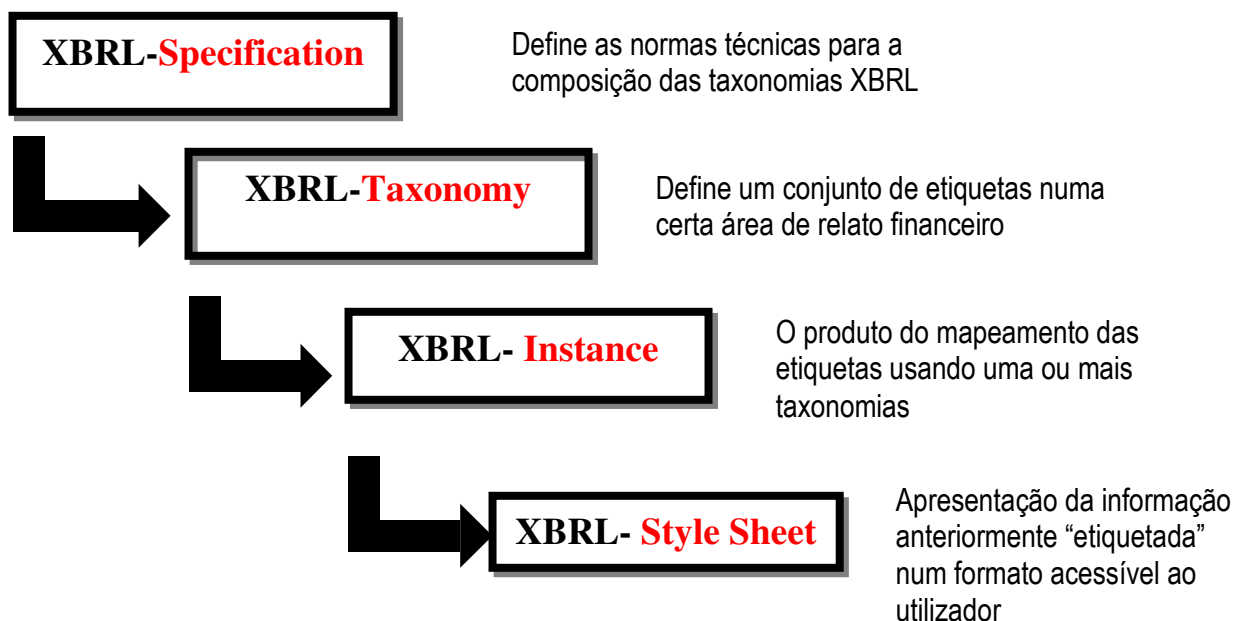 XBRL-Specification
Define as normas técnicas para a
composição das taxonomias XBRL
XBRL-Taxonomy
Define um conjunto de etiquetas numa
certa área de relato financeiro
XBRL- Instance
O produto do mapeamento das
etiquetas usando uma ou mais
taxonomias
XBRL- Style Sheet
Apresentação da informação
anteriormente “etiquetada”
num formato acessível ao
utilizador